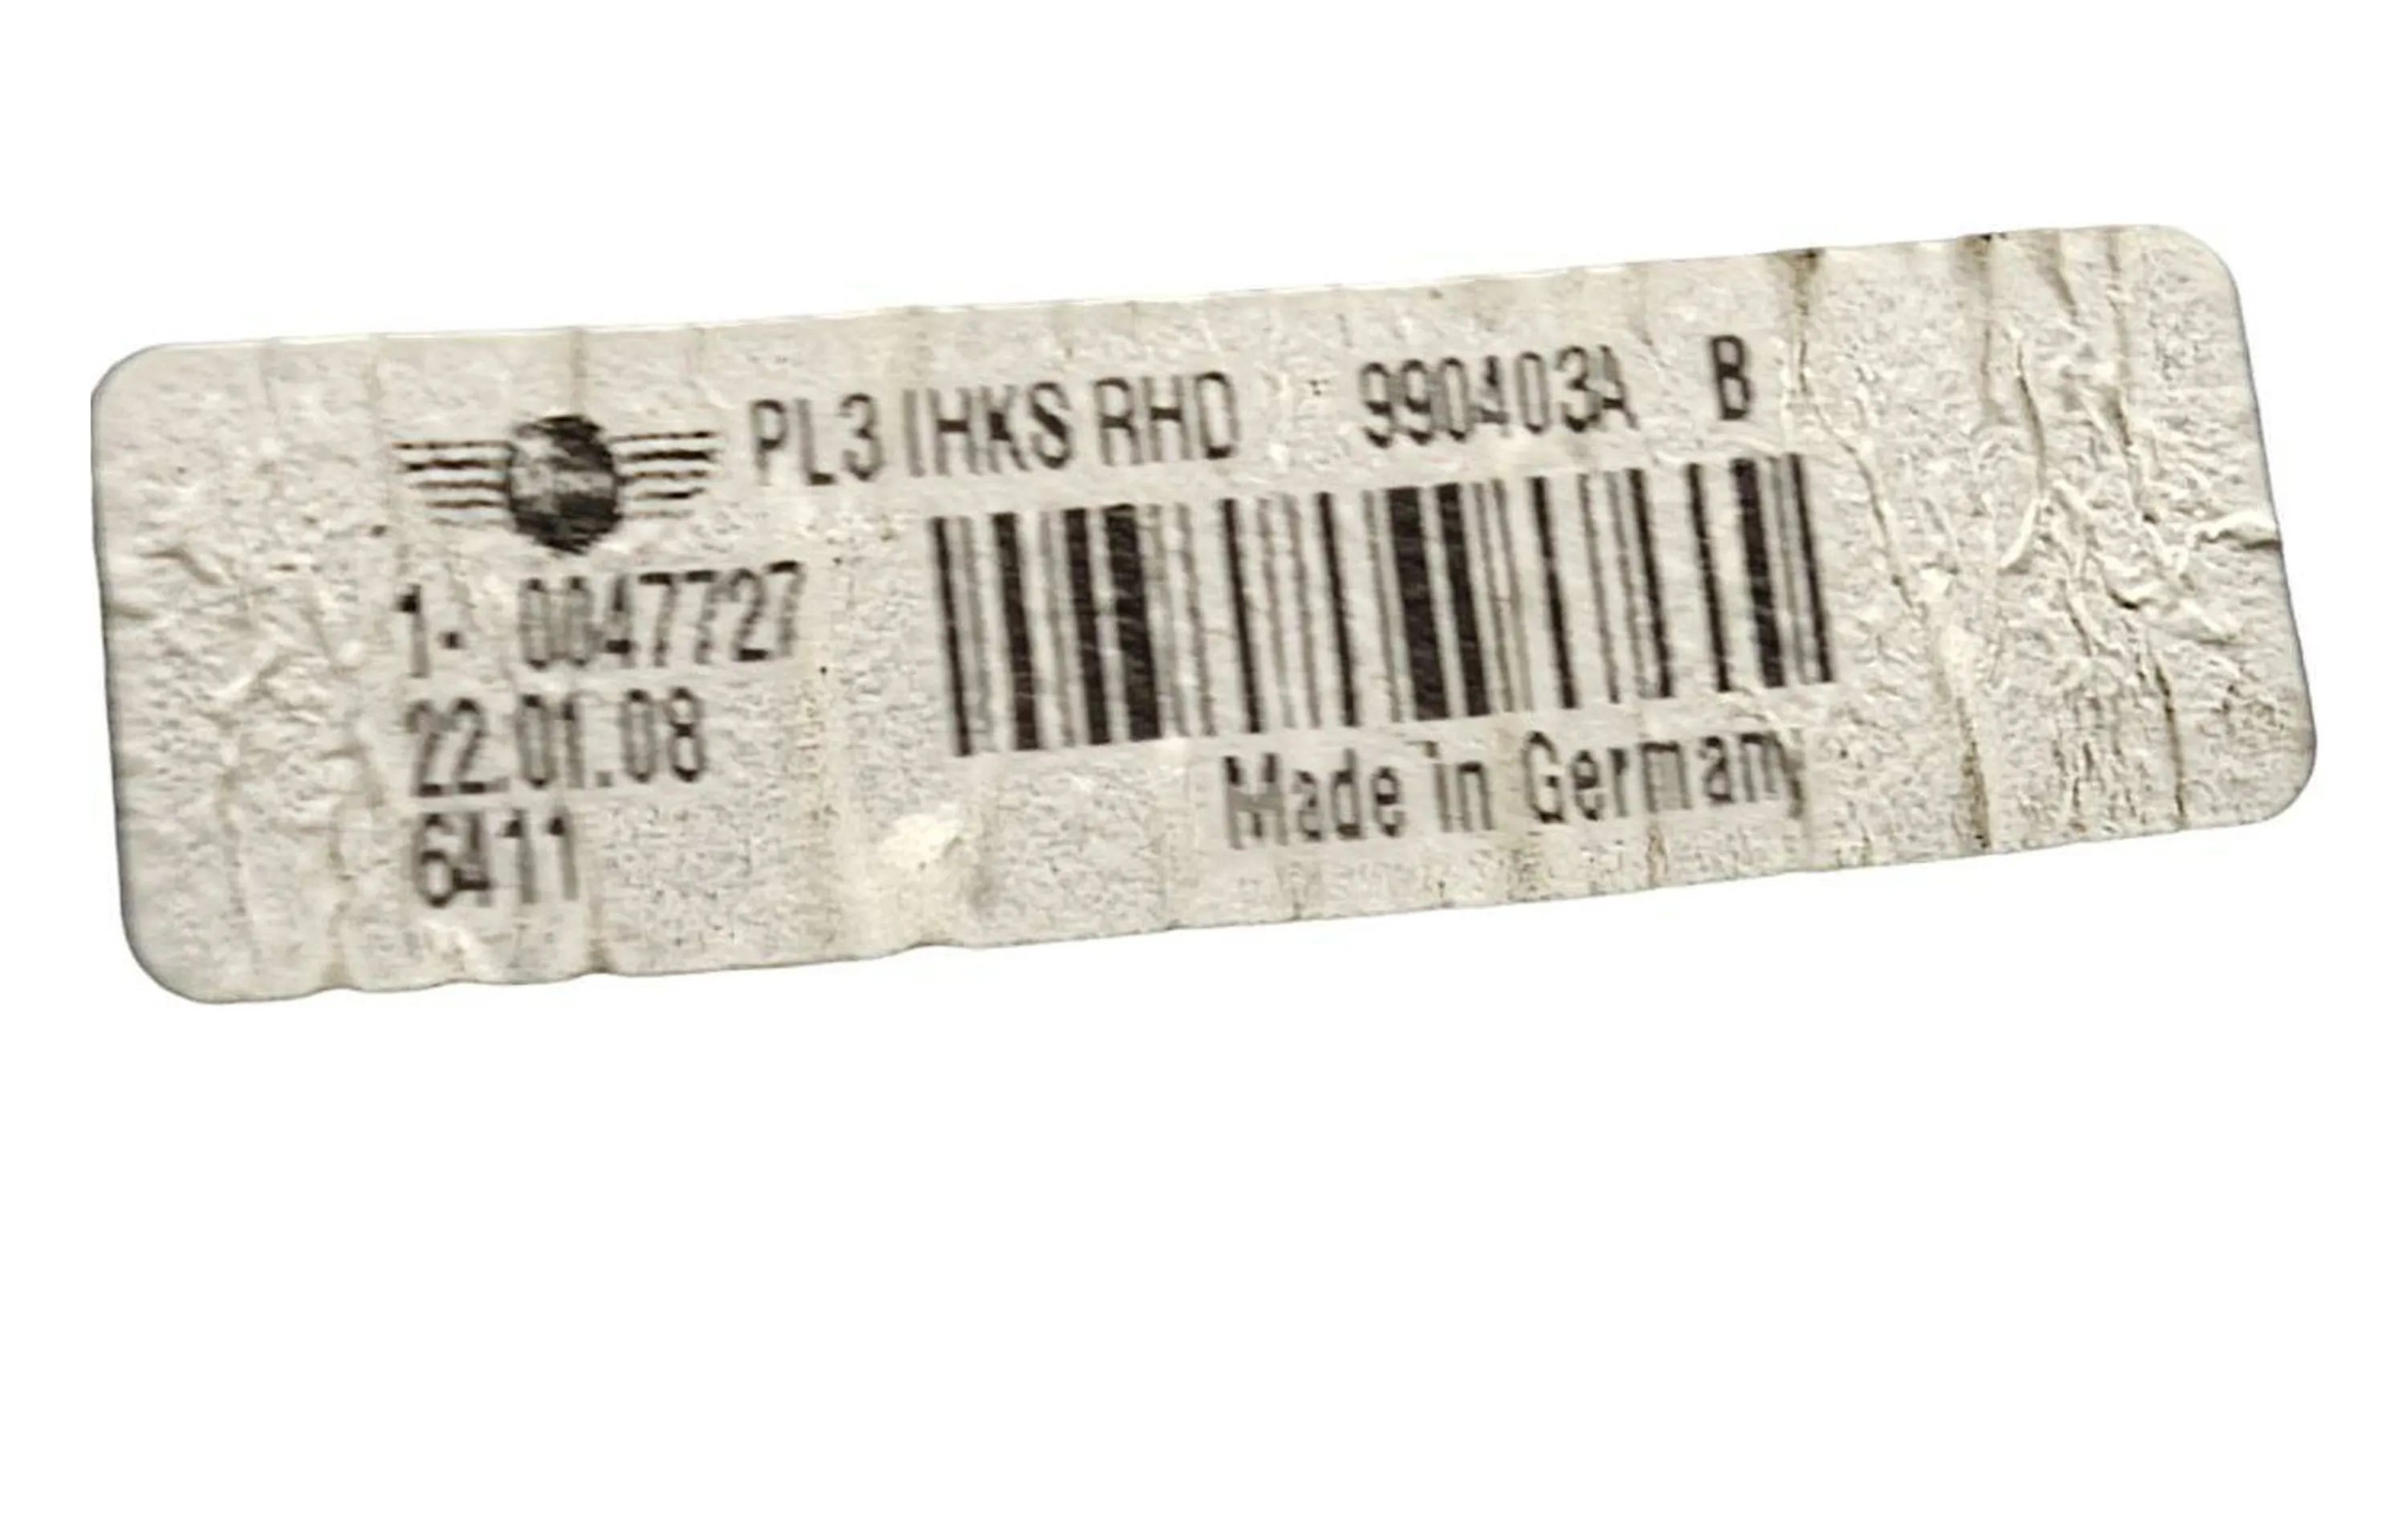 PL3 IHKS RHD 990403A B
1- 0047727
22.01.08
6411
Made in Germany